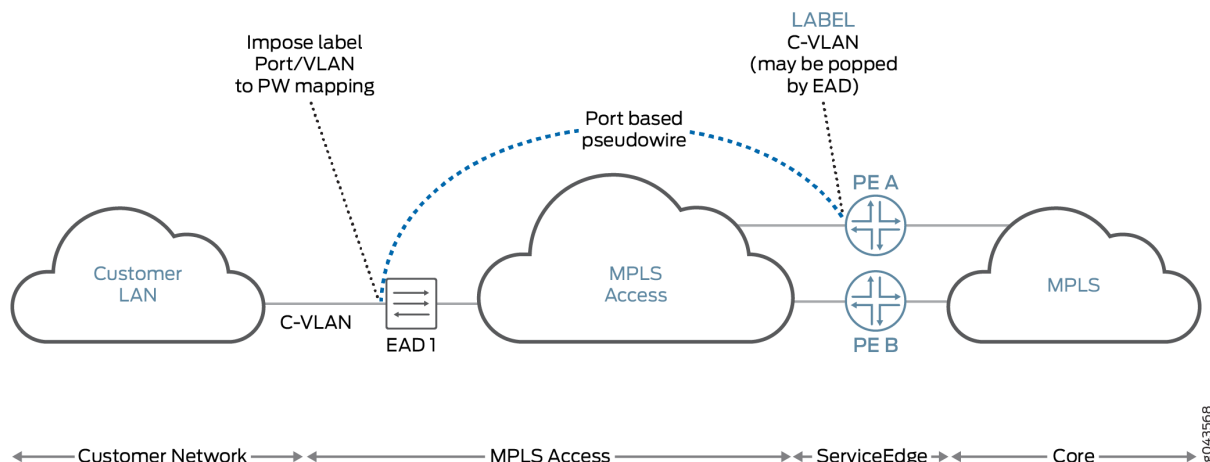 Impose label
Port/VLAN
to PW mapping
LABEL
C-VLAN
(may be popped
by EAD)
Port based
pseudowire
PE A
Customer
LAN
C-VLAN
EAD 1
MPLS
Access
PE B
MPLS
Customer Network
MPLS Access
ServiceEdge
Core
g043568